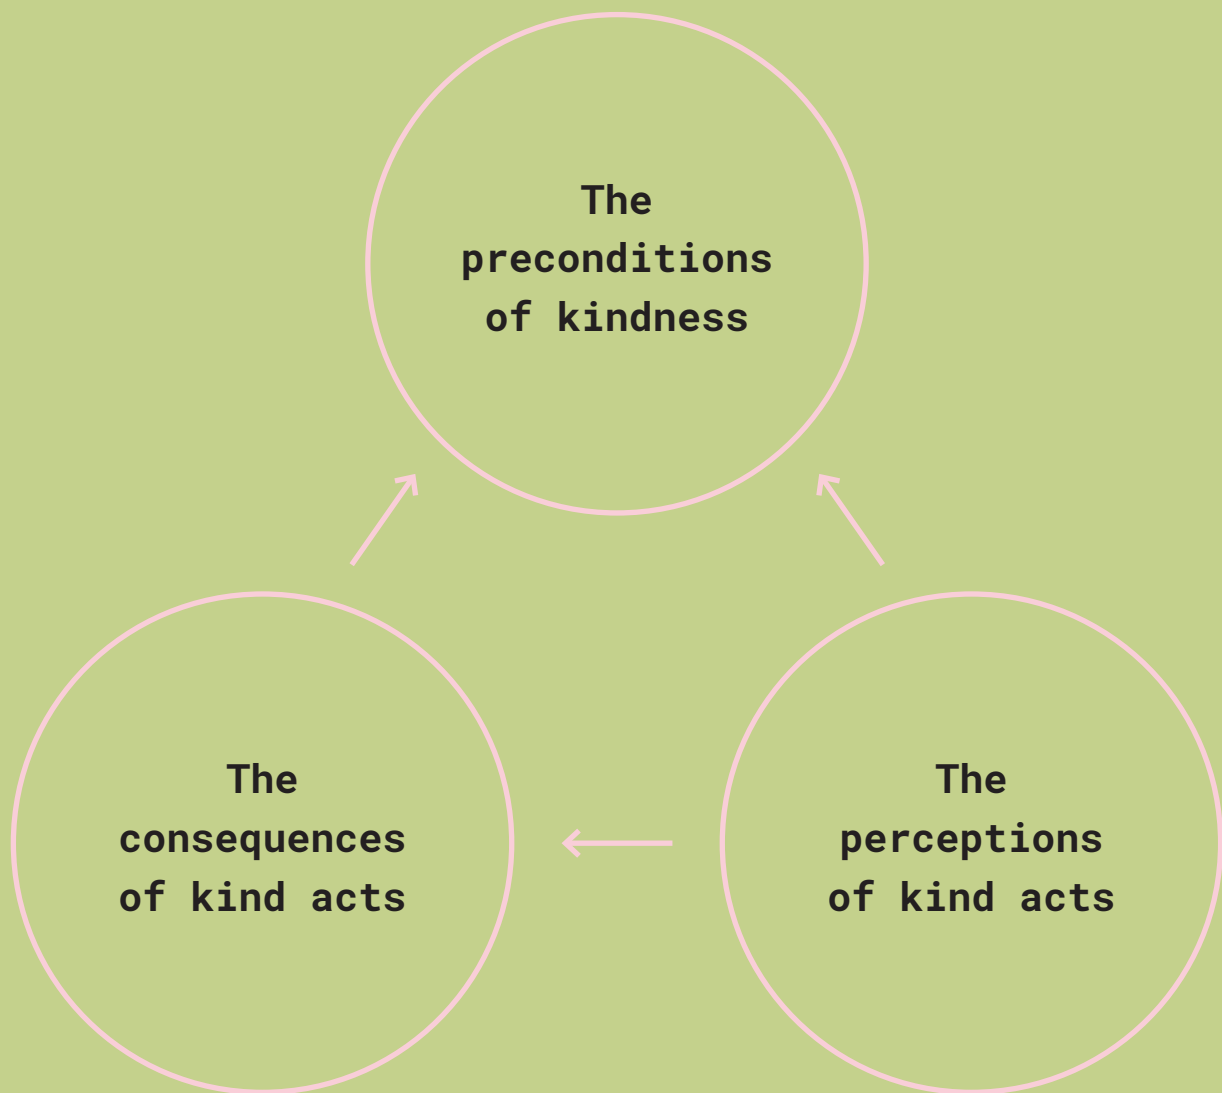 The
preconditions
of kindness
The
consequences
of kind acts
The
perceptions
of kind acts